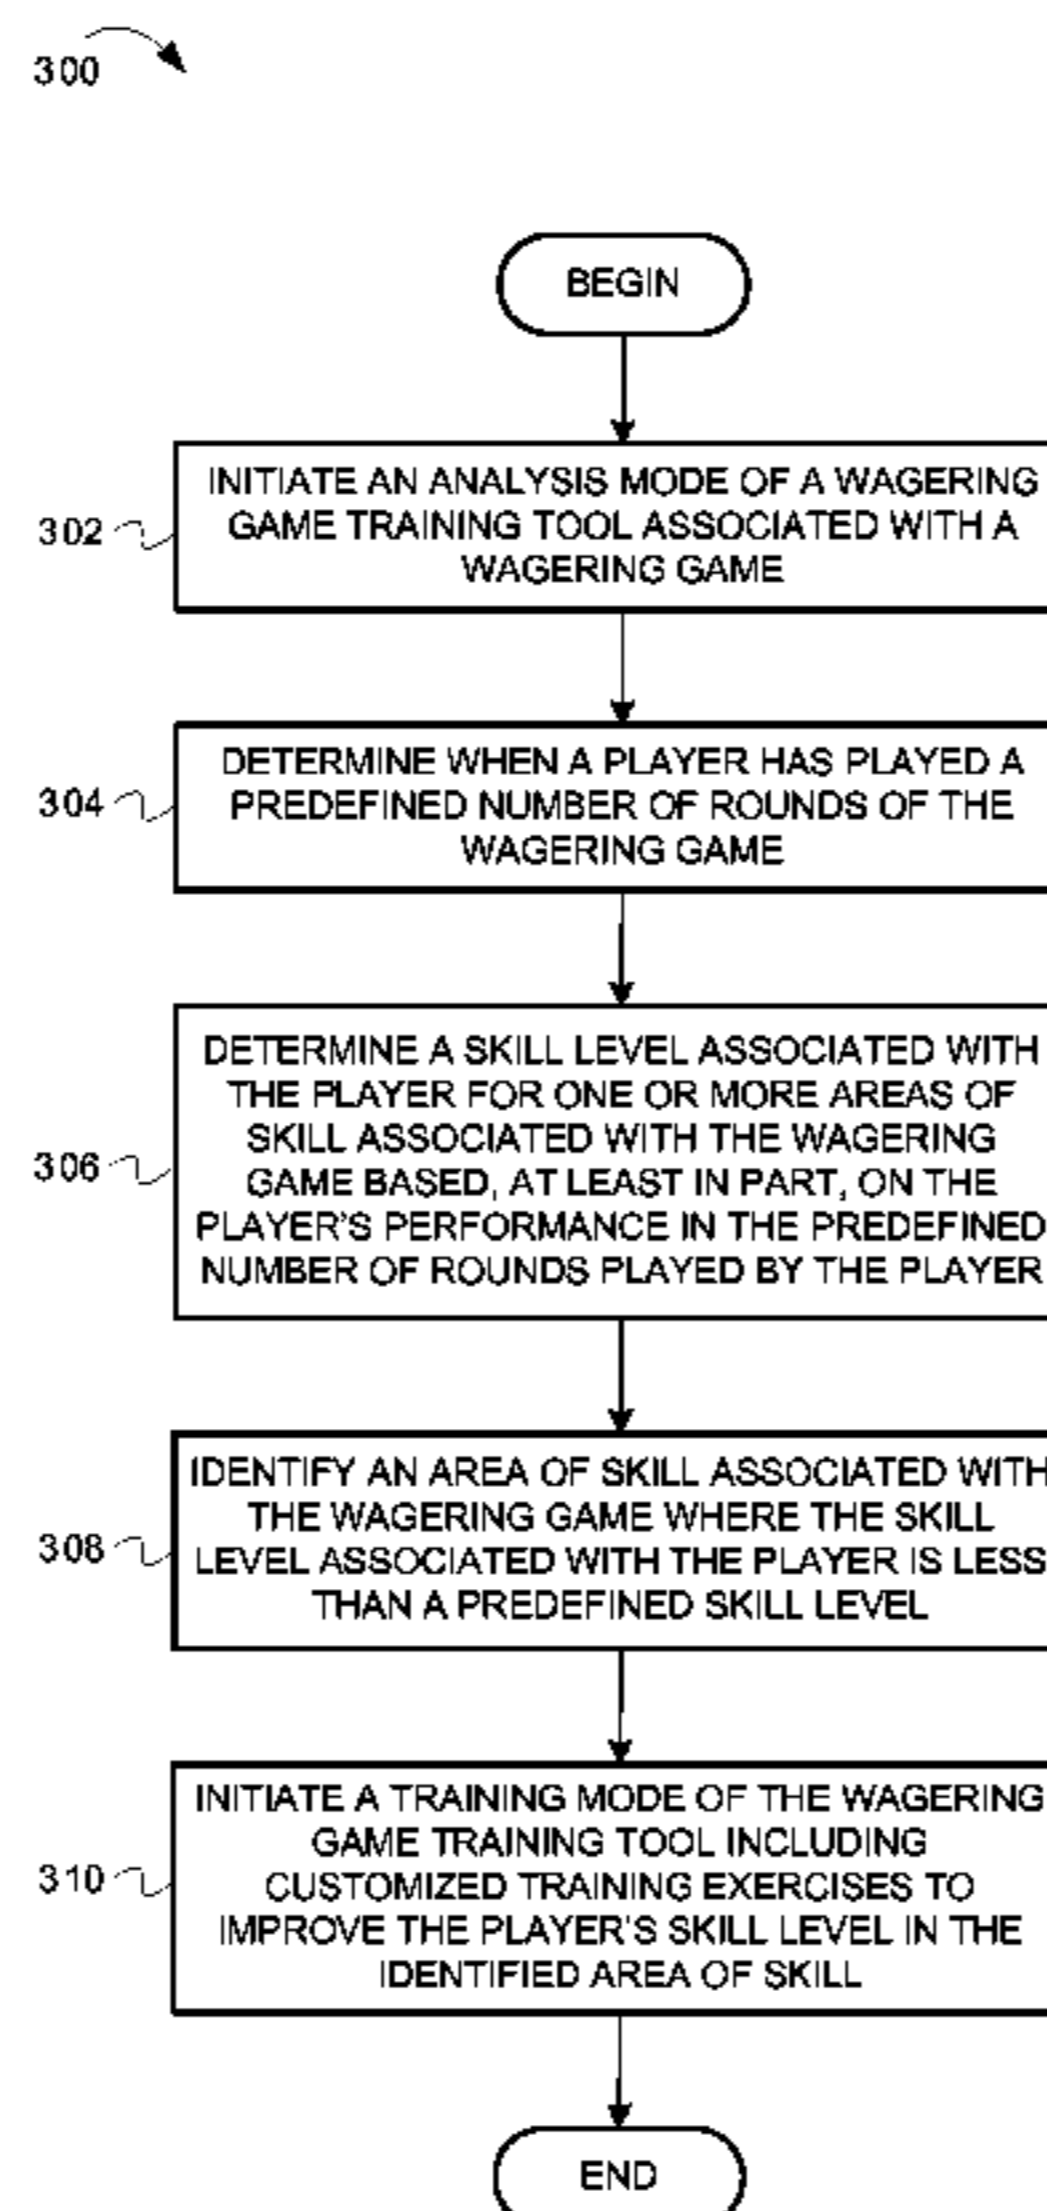 300
BEGIN
302
INITIATE AN ANALYSIS MODE OF A WAGERING
GAME TRAINING TOOL ASSOCIATED WITH A
WAGERING GAME
304
DETERMINE WHEN A PLAYER HAS PLAYED A
PREDEFINED NUMBER OF ROUNDS OF THE
WAGERING GAME
306
DETERMINE A SKILL LEVEL ASSOCIATED WITH
THE PLAYER FOR ONE OR MORE AREAS OF
SKILL ASSOCIATED WITH THE WAGERING
GAME BASED, AT LEAST IN PART, ON THE
PLAYER'S PERFORMANCE IN THE PREDEFINED
NUMBER OF ROUNDS PLAYED BY THE PLAYER
308
IDENTIFY AN AREA OF SKILL ASSOCIATED WITH
THE WAGERING GAME WHERE THE SKILL
LEVEL ASSOCIATED WITH THE PLAYER IS LESS
THAN A PREDEFINED SKILL LEVEL
310
INITIATE A TRAINING MODE OF THE WAGERING
GAME TRAINING TOOL INCLUDING
CUSTOMIZED TRAINING EXERCISES TO
IMPROVE THE PLAYER'S SKILL LEVEL IN THE
IDENTIFIED AREA OF SKILL
END